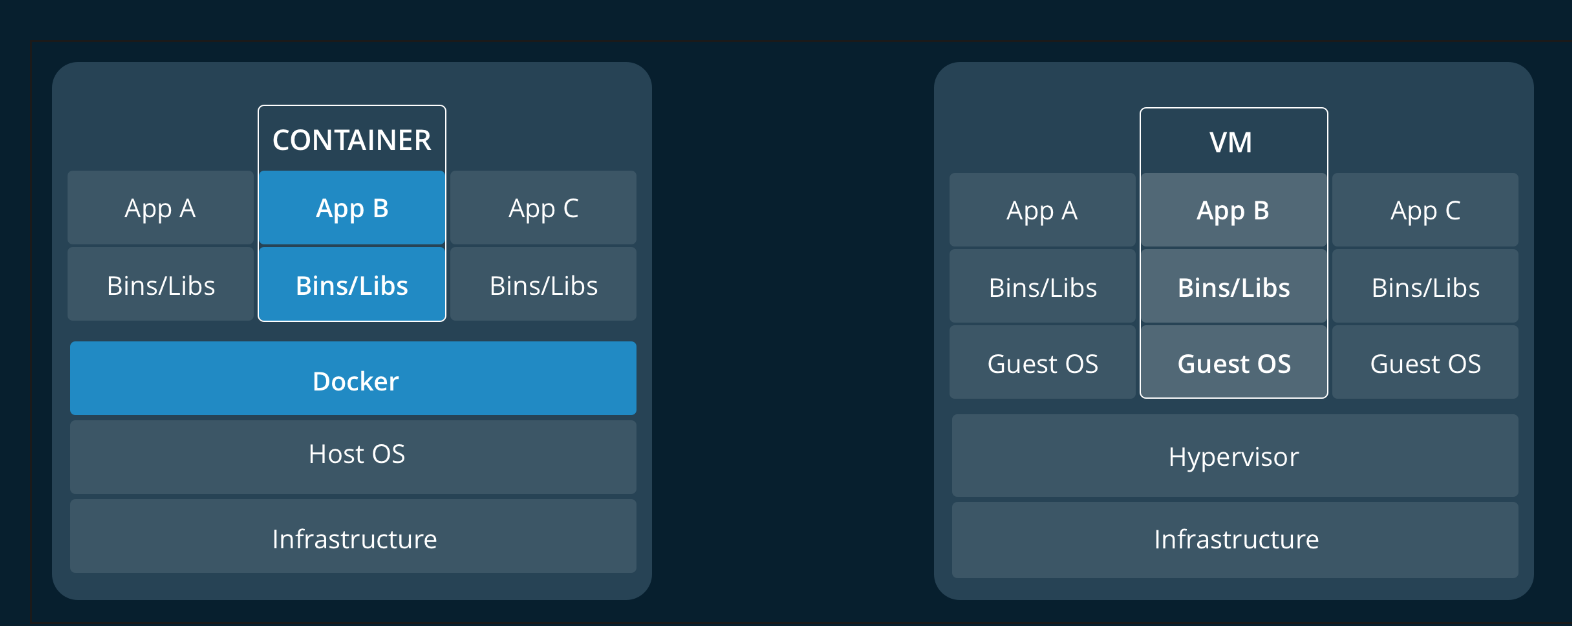 CONTAINER
App A App B App C
Bins/Libs Bins/Libs Bins/Libs
Docker
Host OS
Infrastructure
VM
App A App B App C
Bins/Libs Bins/Libs Bins/Libs
Guest OS Guest OS Guest OS
Hypervisor
Infrastructure